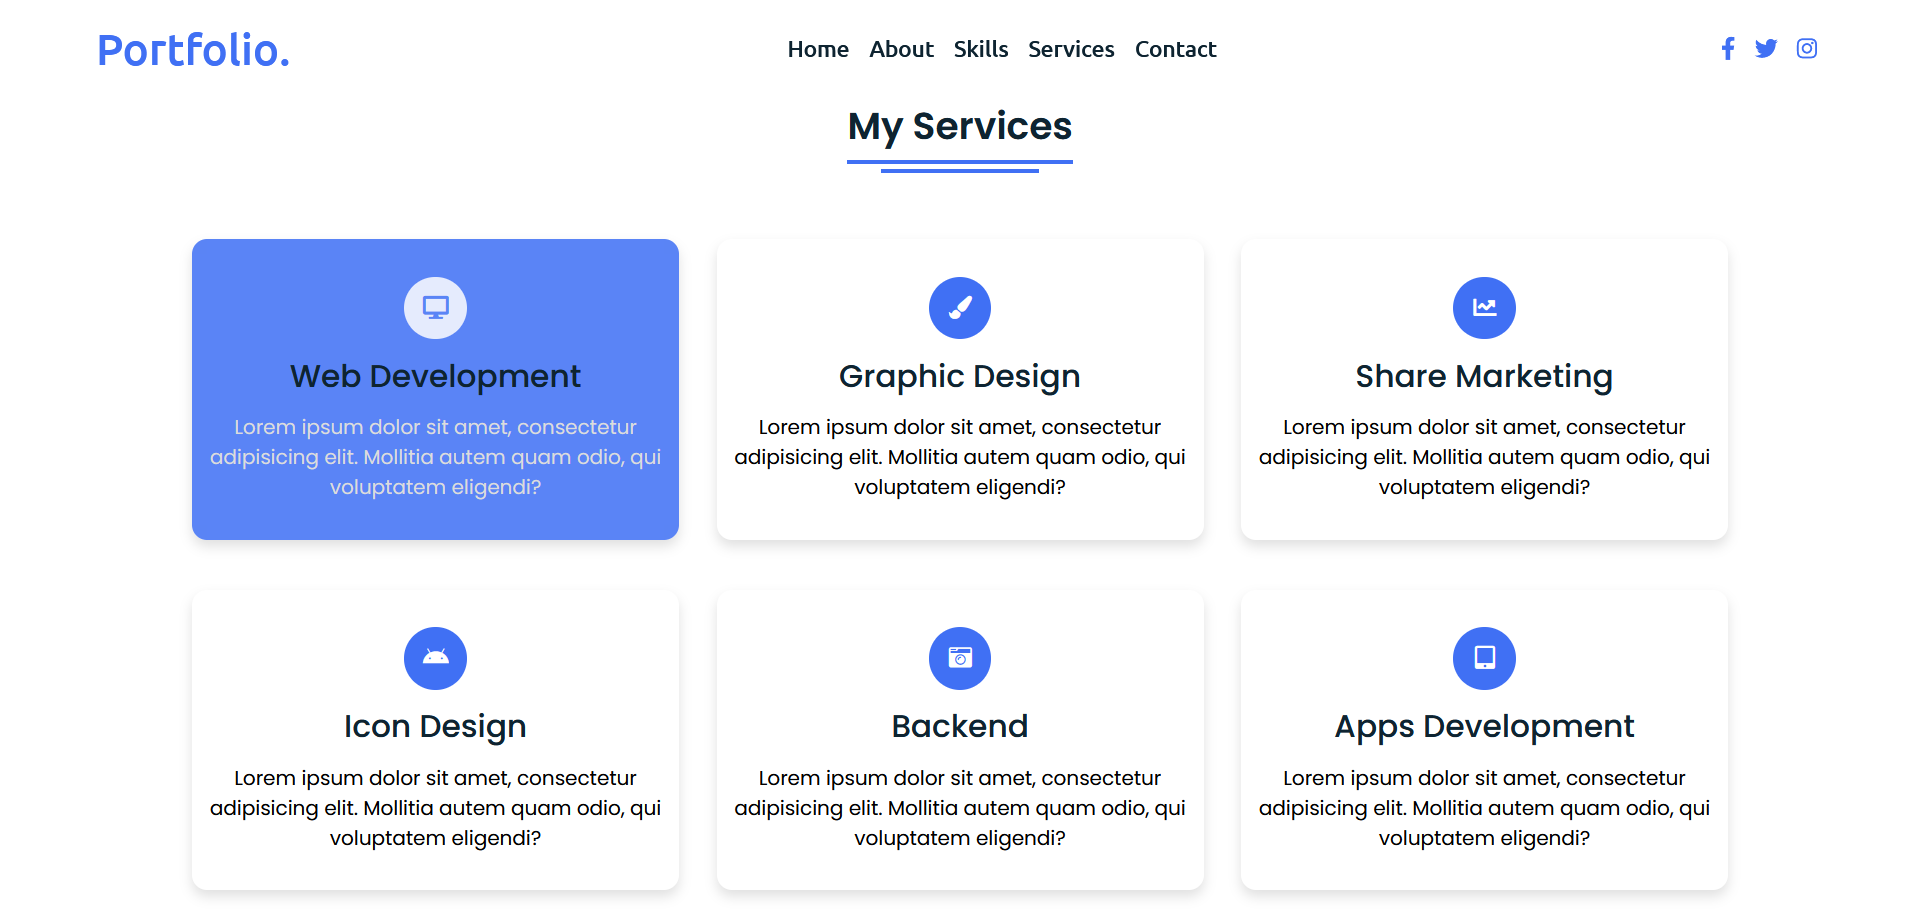 Portfolio.
Home About Skills Services Contact
My Services
Web Development
Lorem ipsum dolor sit amet, consectetur
adipisicing elit. Mollitia autem quam odio, qui
voluptatem eligendi?
Graphic Design
Lorem ipsum dolor sit amet, consectetur
adipisicing elit. Mollitia autem quam odio, qui
voluptatem eligendi?
Share Marketing
Lorem ipsum dolor sit amet, consectetur
adipisicing elit. Mollitia autem quam odio, qui
voluptatem eligendi?
Icon Design
Lorem ipsum dolor sit amet, consectetur
adipisicing elit. Mollitia autem quam odio, qui
voluptatem eligendi?
Backend
Lorem ipsum dolor sit amet, consectetur
adipisicing elit. Mollitia autem quam odio, qui
voluptatem eligendi?
Apps Development
Lorem ipsum dolor sit amet, consectetur
adipisicing elit. Mollitia autem quam odio, qui
voluptatem eligendi?